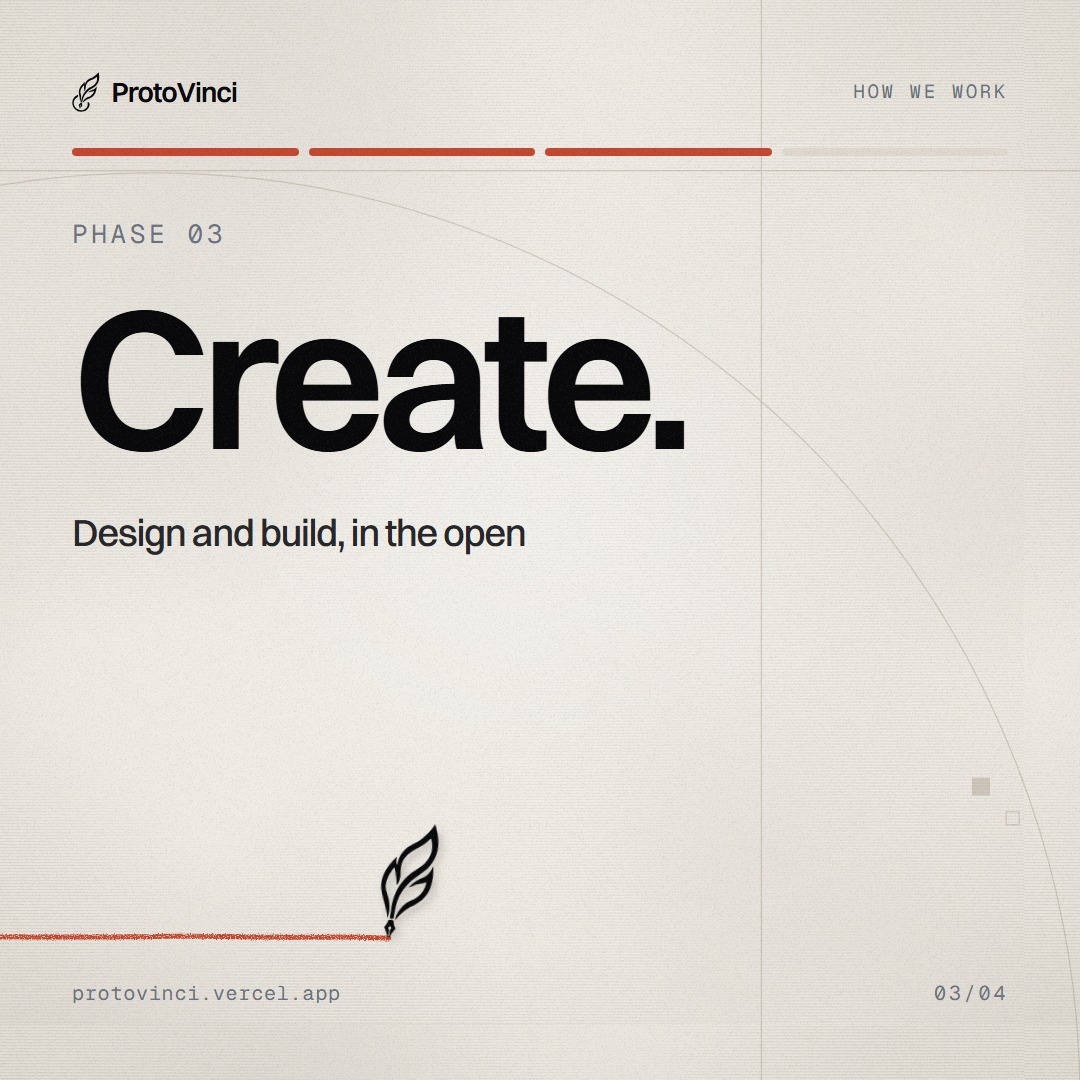 ProtoVinci
HOW WE WORK
PHASE 03
Create.
Design and build, in the open
protovinci.vercel.app
03/04